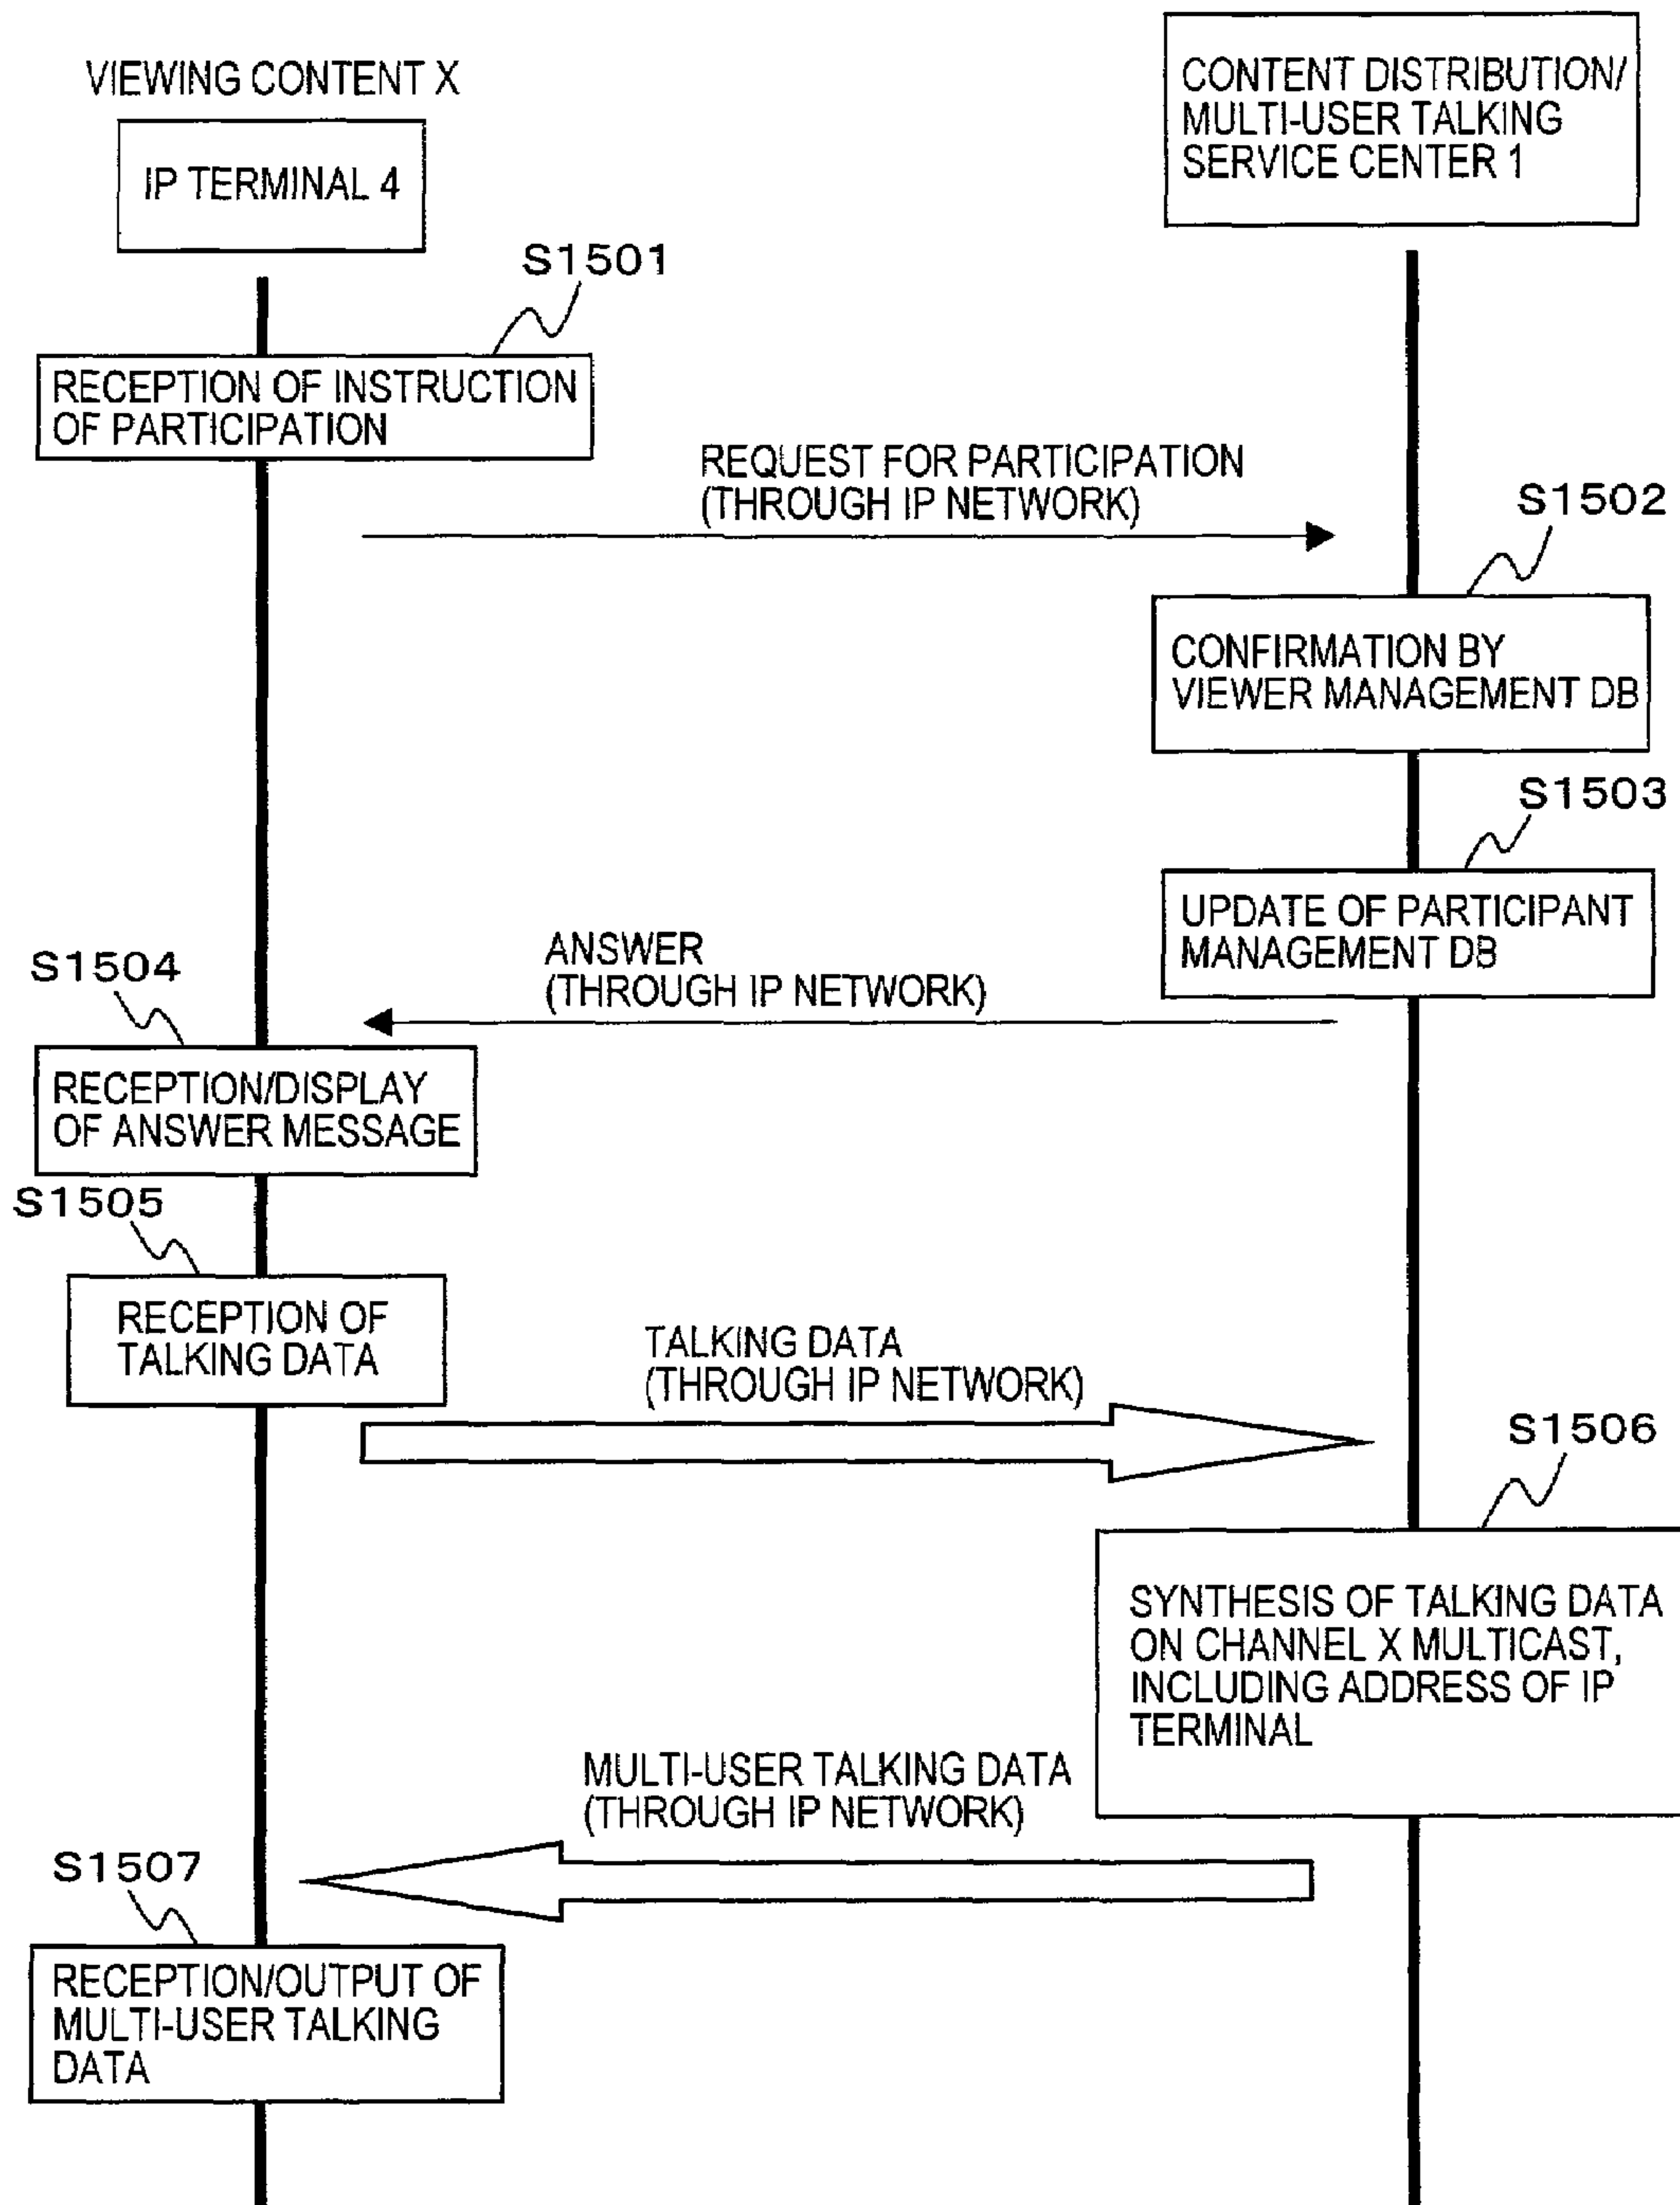 VIEWING CONTENT X
IP TERMINAL 4
CONTENT DISTRIBUTION/
MULTI-USER TALKING
SERVICE CENTER 1
S1501
RECEPTION OF INSTRUCTION
OF PARTICIPATION
REQUEST FOR PARTICIPATION
(THROUGH IP NETWORK)
S1502
CONFIRMATION BY
VIEWER MANAGEMENT DB
S1503
UPDATE OF PARTICIPANT
MANAGEMENT DB
ANSWER
(THROUGH IP NETWORK)
S1504
RECEPTION/DISPLAY
OF ANSWER MESSAGE
S1505
RECEPTION OF
TALKING DATA
TALKING DATA
(THROUGH IP NETWORK)
S1506
SYNTHESIS OF TALKING DATA
ON CHANNEL X MULTICAST,
INCLUDING ADDRESS OF IP
TERMINAL
MULTI-USER TALKING DATA
(THROUGH IP NETWORK)
S1507
RECEPTION/OUTPUT OF
MULTI-USER TALKING
DATA